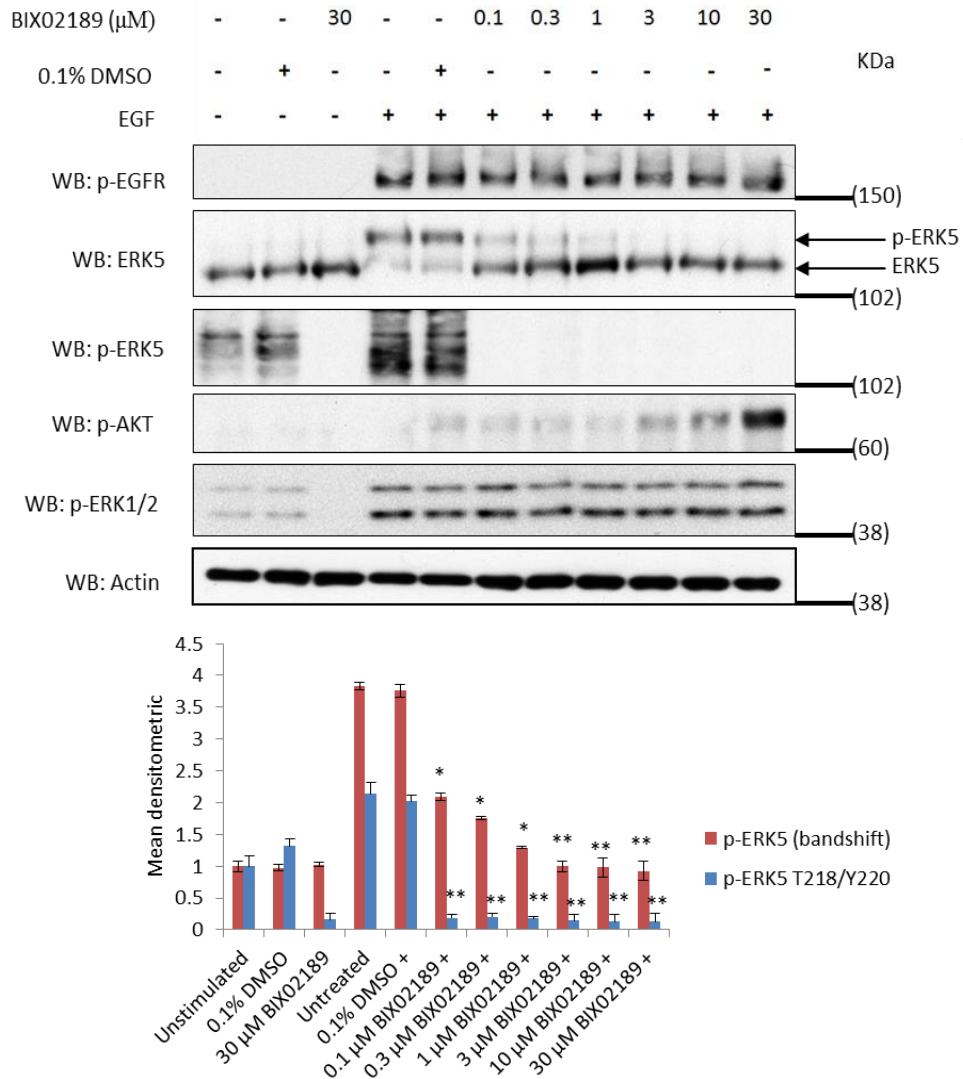 BIX02189 (µM) - - 30 - - 0.1 0.3 1 3 10 30
0.1% DMSO - + - - + - - - - - -
KDa
EGF - - - + + + + + + + +
WB: p-EGFR
(150)
WB: ERK5
p-ERK5
ERK5
(102)
WB: p-ERK5
(102)
WB: p-AKT
(60)
WB: p-ERK1/2
(38)
WB: Actin
(38)
Mean densitometric
4.5
4
3.5
3
2.5
2
1.5
1
0.5
0
* * * ** ** **
** ** ** ** ** **
p-ERK5 (bandshift)
p-ERK5 T218/Y220
Unstimulated
0.1% DMSO
30 µM BIX02189
Untreated
0.1% DMSO +
0.1 µM BIX02189 +
0.3 µM BIX02189 +
1 µM BIX02189 +
3 µM BIX02189 +
10 µM BIX02189 +
30 µM BIX02189 +